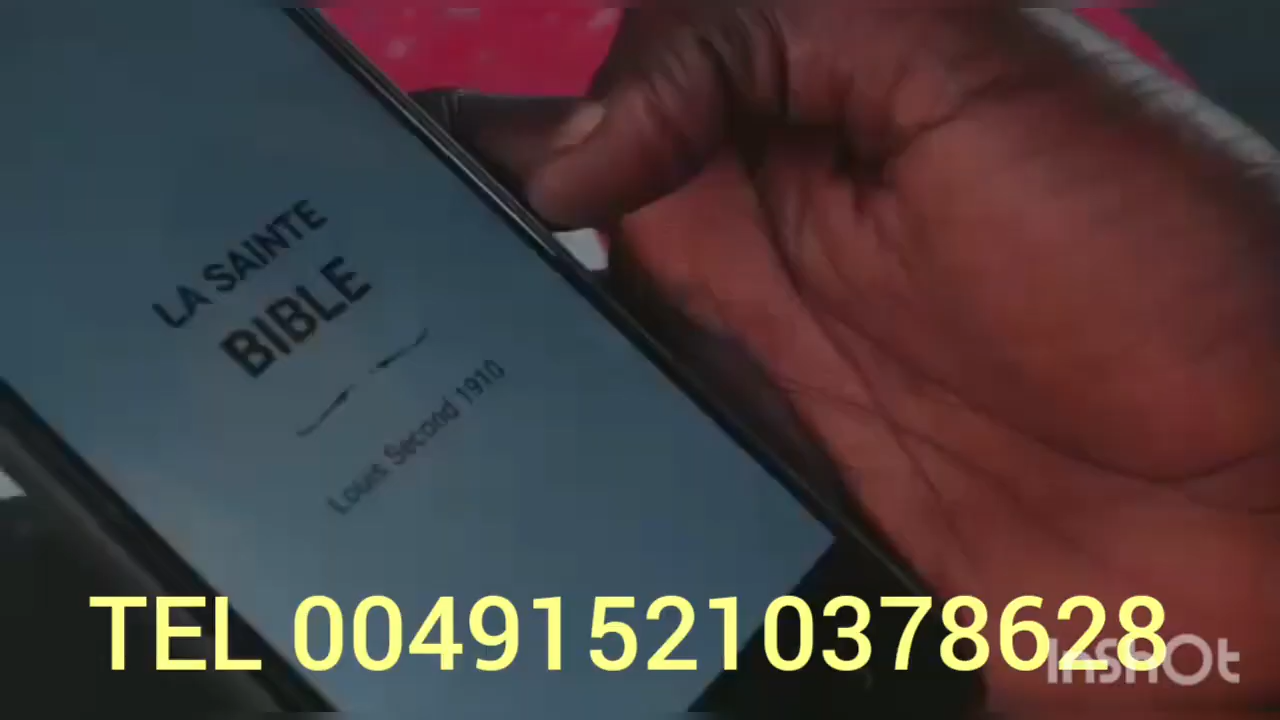 LA SAINTE
BIBLE
Louis Second 1910
TEL 004915210378628
InShOt